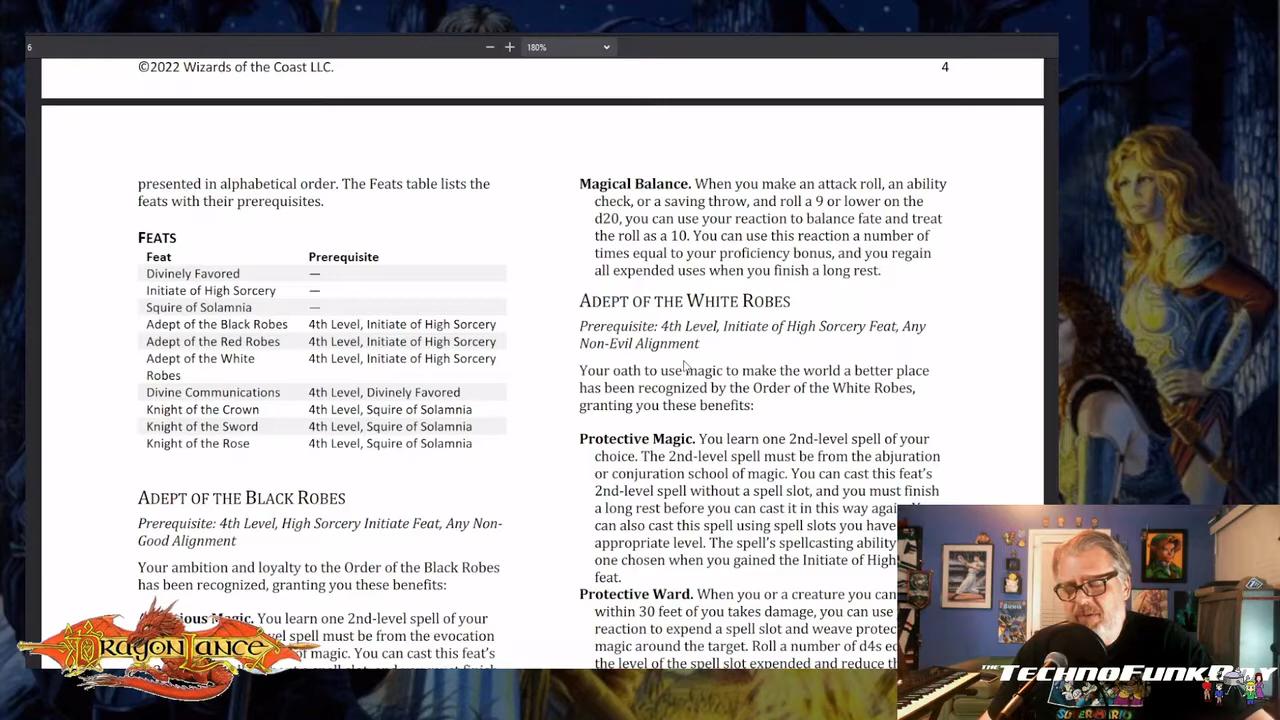 6
180%
©2022 Wizards of the Coast LLC.
4
presented in alphabetical order. The Feats table lists the
feats with their prerequisites.
FEATS
Feat Prerequisite
Divinely Favored —
Initiate of High Sorcery —
Squire of Solamnia —
Adept of the Black Robes 4th Level, Initiate of High Sorcery
Adept of the Red Robes 4th Level, Initiate of High Sorcery
Adept of the White 4th Level, Initiate of High Sorcery
Robes
Divine Communications 4th Level, Divinely Favored
Knight of the Crown 4th Level, Squire of Solamnia
Knight of the Sword 4th Level, Squire of Solamnia
Knight of the Rose 4th Level, Squire of Solamnia
ADEPT OF THE BLACK ROBES
Prerequisite: 4th Level, High Sorcery Initiate Feat, Any Non-
Good Alignment
Your ambition and loyalty to the Order of the Black Robes
has been recognized, granting you these benefits:
Magic. You learn one 2nd-level spell of your
spell must be from the evocation
of magic. You can cast this feat's
Magical Balance. When you make an attack roll, an ability
check, or a saving throw, and roll a 9 or lower on the
d20, you can use your reaction to balance fate and treat
the roll as a 10. You can use this reaction a number of
times equal to your proficiency bonus, and you regain
all expended uses when you finish a long rest.
ADEPT OF THE WHITE ROBES
Prerequisite: 4th Level, Initiate of High Sorcery Feat, Any
Non-Evil Alignment
Your oath to use magic to make the world a better place
has been recognized by the Order of the White Robes,
granting you these benefits:
Protective Magic. You learn one 2nd-level spell of your
choice. The 2nd-level spell must be from the abjuration
or conjuration school of magic. You can cast this feat's
2nd-level spell without a spell slot, and you must finish
a long rest before you can cast it in this way
can also cast this spell using spell slots you have
appropriate level. The spell's spellcasting ability
one chosen when you gained the Initiate of High
feat.
Protective Ward. When you or a creature you can
within 30 feet of you takes damage, you can use
reaction to expend a spell slot and weave
magic around the target. Roll a number of d4s
the level of the spell slot expended and reduce
DRAGONLANCE
THE TECHNOFUNKBOY
SUPER MARIO